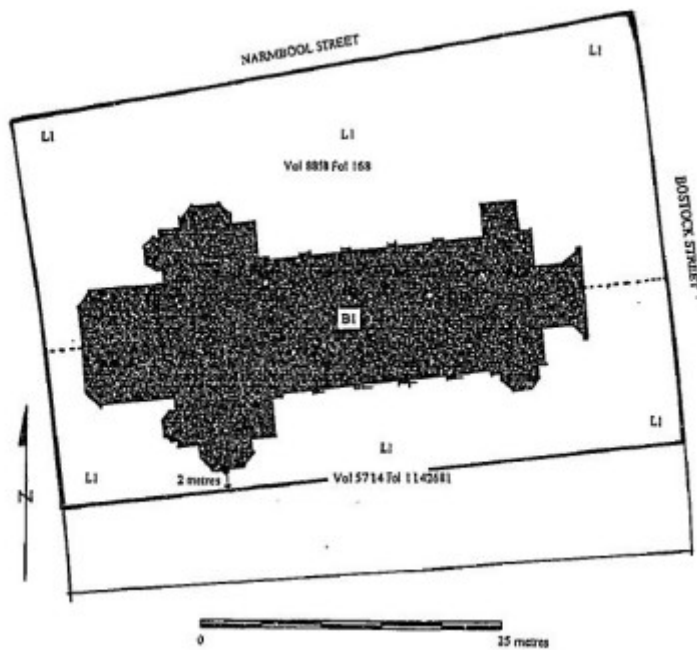 NARMBOOL STREET
L1
L1
L1
Vol 8858 Fol 168
BOSTOCK STREET
B1
L1
L1
L1
2 metres
Vol 5714 Fol 1142681
N
0
25 metres